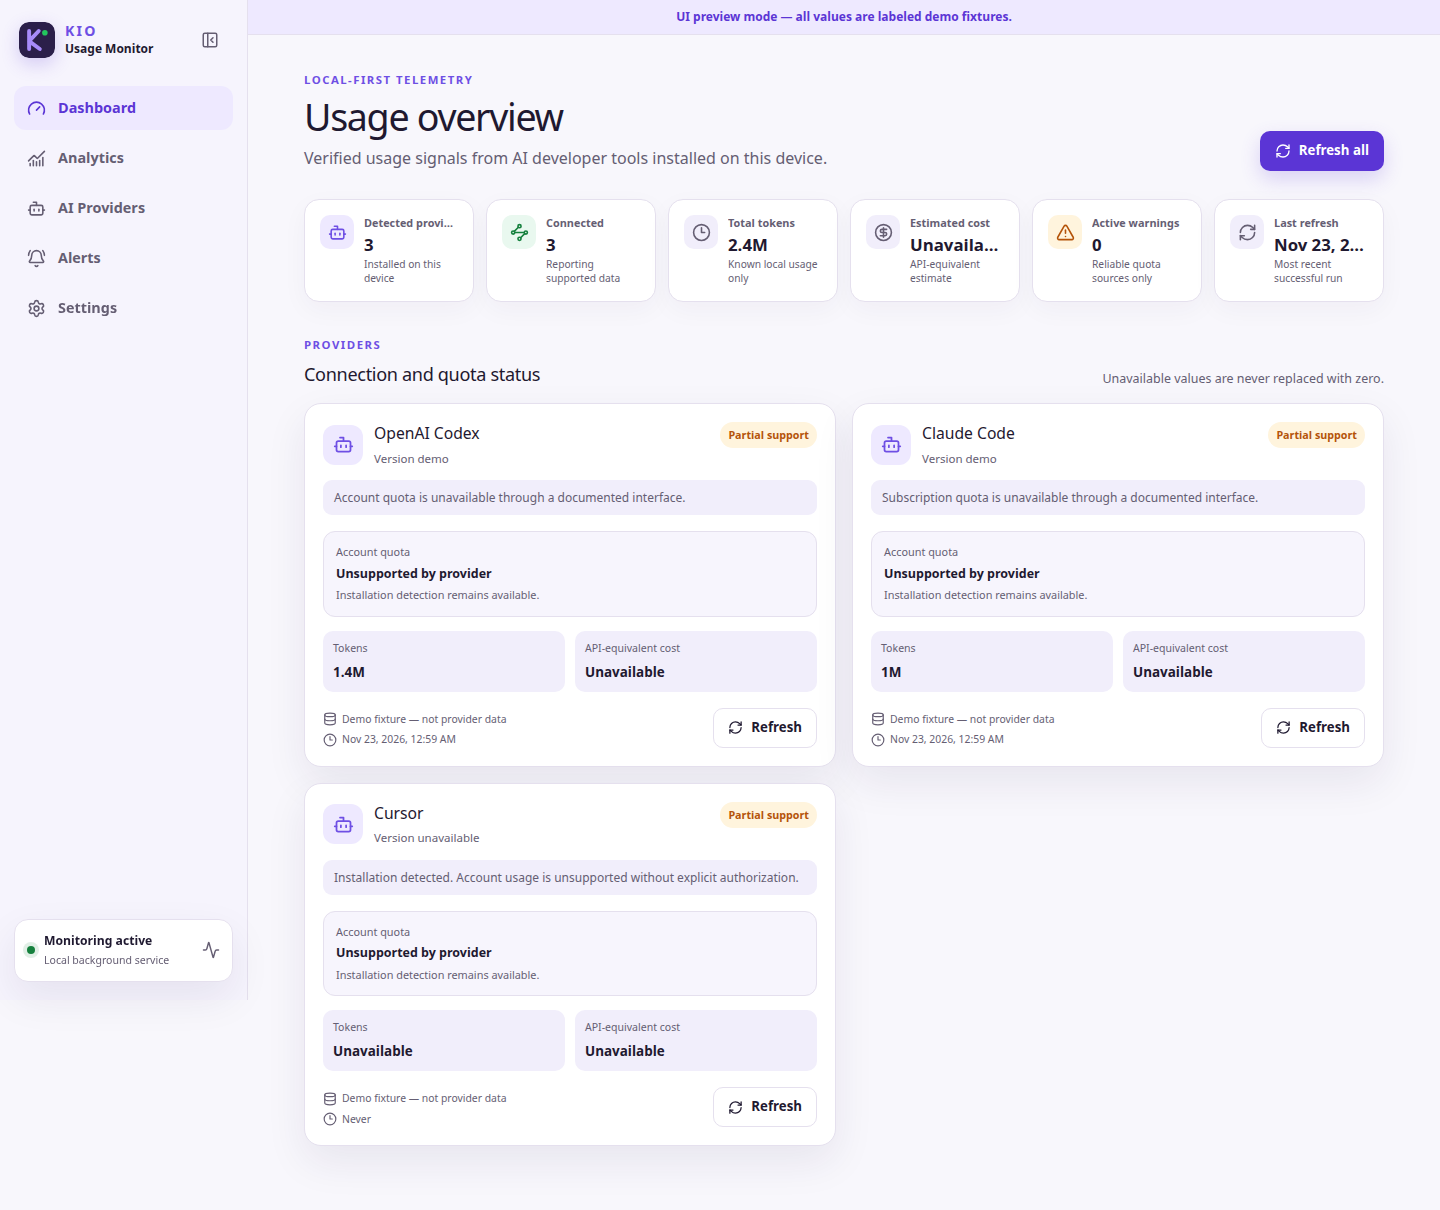 UI preview mode — all values are labeled demo fixtures.
KIO
Usage Monitor
Dashboard
Analytics
AI Providers
Alerts
Settings
Monitoring active
Local background service
LOCAL-FIRST TELEMETRY
Usage overview
Verified usage signals from AI developer tools installed on this device.
Refresh all
Detected provi...
3
Installed on this
device
Connected
3
Reporting
supported data
Total tokens
2.4M
Known local usage
only
Estimated cost
Unavaila...
API-equivalent
estimate
Active warnings
0
Reliable quota
sources only
Last refresh
Nov 23, 2...
Most recent
successful run
PROVIDERS
Connection and quota status
Unavailable values are never replaced with zero.
OpenAI Codex
Version demo
Partial support
Account quota is unavailable through a documented interface.
Account quota
Unsupported by provider
Installation detection remains available.
Tokens
1.4M
API-equivalent cost
Unavailable
Demo fixture — not provider data
Nov 23, 2026, 12:59 AM
Refresh
Claude Code
Version demo
Partial support
Subscription quota is unavailable through a documented interface.
Account quota
Unsupported by provider
Installation detection remains available.
Tokens
1M
API-equivalent cost
Unavailable
Demo fixture — not provider data
Nov 23, 2026, 12:59 AM
Refresh
Cursor
Version unavailable
Partial support
Installation detected. Account usage is unsupported without explicit authorization.
Account quota
Unsupported by provider
Installation detection remains available.
Tokens
Unavailable
API-equivalent cost
Unavailable
Demo fixture — not provider data
Never
Refresh